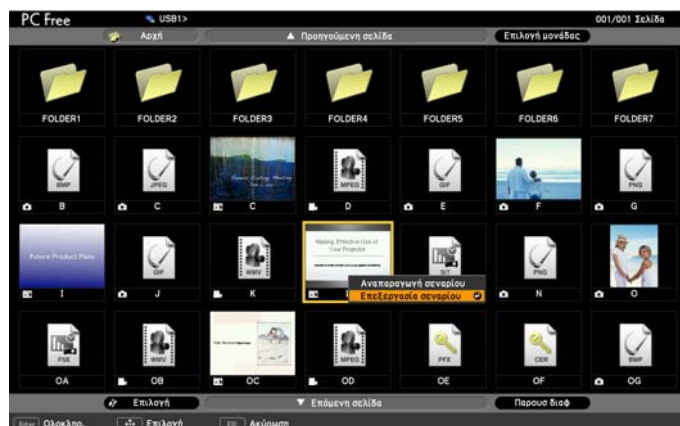 PC Free USB1> 001/001 Σελίδα
Αρχή ▲ Προηγούμενη σελίδα Επιλογή μονάδας
FOLDER1 FOLDER2 FOLDER3 FOLDER4 FOLDER5 FOLDER6 FOLDER7
BMP JPEG MPEG GIF PNG
B C C D E F G
Future Product Plans GIF WMV Making Effective Use of
Your Projector SIT PNG
Αναπαραγωγή σεναρίου
Επεξεργασία σεναρίου
I J K N O
FSE WMV MPEG PFX CER BMP
OA OB OC OD OE OF OG
Επιλογή ▼ Επόμενη σελίδα Παρουσ διαφ
Enter Ολοκληρ. Επιλογή ESC Ακύρωση